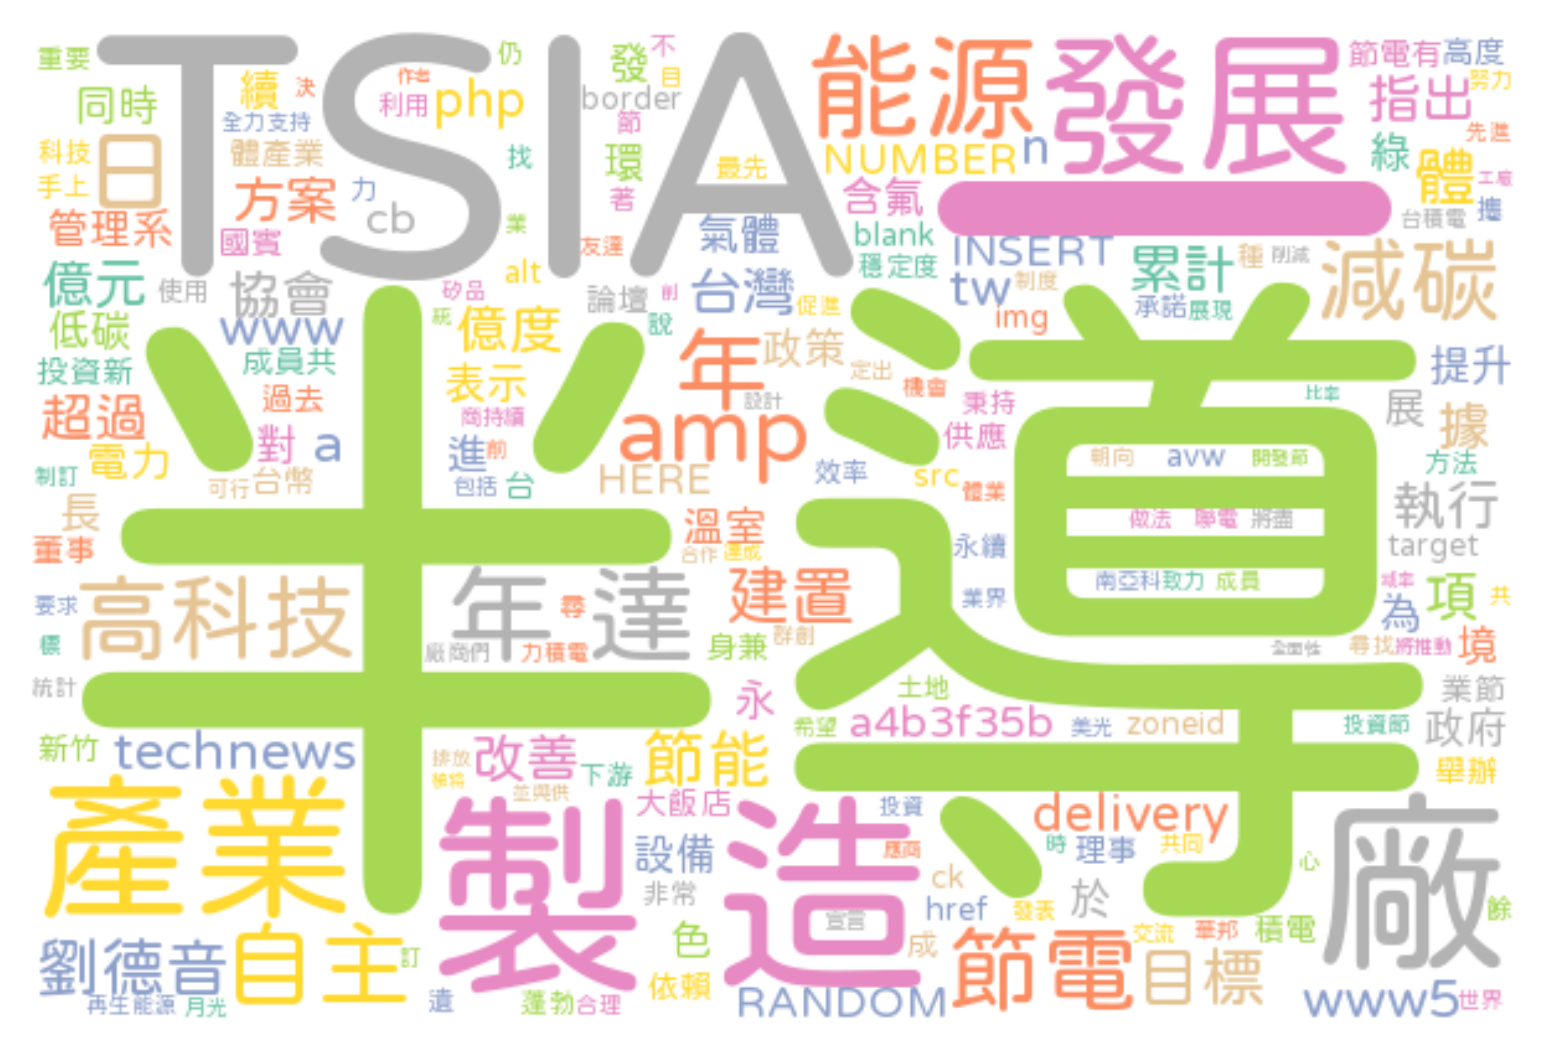 重要
TSIA
仍
發
不
目
能源
發展
節電有
高度
同時
續
決
作者
利用
php
border
指出
努力
日
全力支持
節
NUMBER
n
綠
先進
科技
體產業
找
環
最先
體
工廠
手上
方案
力
著
含氟
一
台積電
攜
管理系
國賓
cb
業
友達
氣體
blank
INSERT
累計
種
削減
減碳
億元
使用
協會
矽品
alt
論壇
創
台灣
促進
穩定度
tw
制度
承諾
展現
低碳
www
統
億度
說
img
投資新
成員共
表示
年
政策
定出
機會
比率
提升
超過
過去
商持續
amp
設計
秉持
展
據
電力
對
a
進
前
供應
朝向
avw
開發節
方法
制訂
可行
台幣
包括
台
HERE
效率
src
體業
執行
長
半導
溫室
做法
聯電
將盡
董事
合作
達成
永續
target
高科技
年達
建置
南亞科
致力
成員
減率
項
共
要求
尋
業界
為
標
廠商們
力積電
身兼
群創
全面性
尋找
將推動
境
統計
永
土地
業節
新竹
technews
排放
檢將
改善
下游
節能
希望
a4b3f35b
美光
zoneid
投資節
政府
並與供
大飯店
投資
delivery
舉辦
產業
製造
設備
應商
時
理事
共同
心
廠
非常
ck
href
發表
於
餘
劉德音
自主
訂
色
宣言
成
節電
交流
華邦
積電
目標
再生能源
月光
遺
蓬勃
合理
依賴
RANDOM
www5
世界